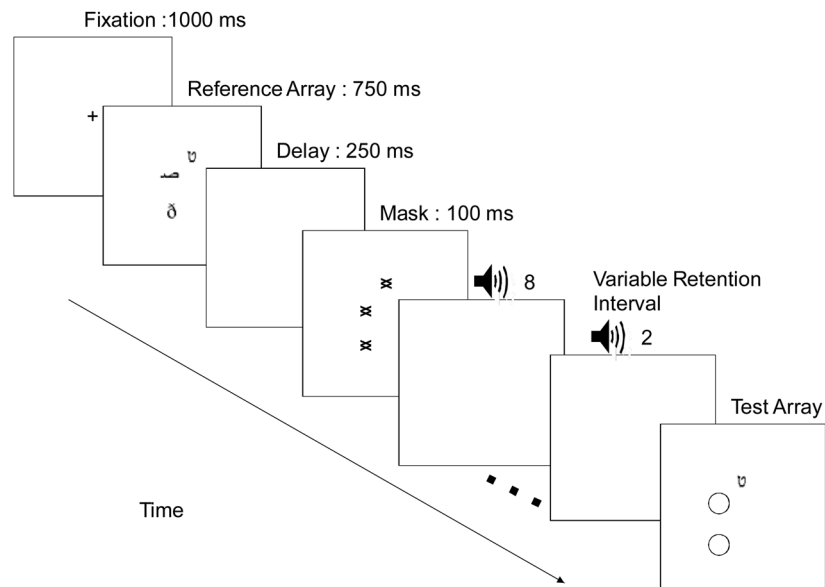 Fixation :1000 ms
+
Reference Array : 750 ms
ט
ð
Delay : 250 ms
Mask : 100 ms
8
Variable Retention
Interval
2
Test Array
ט
Time